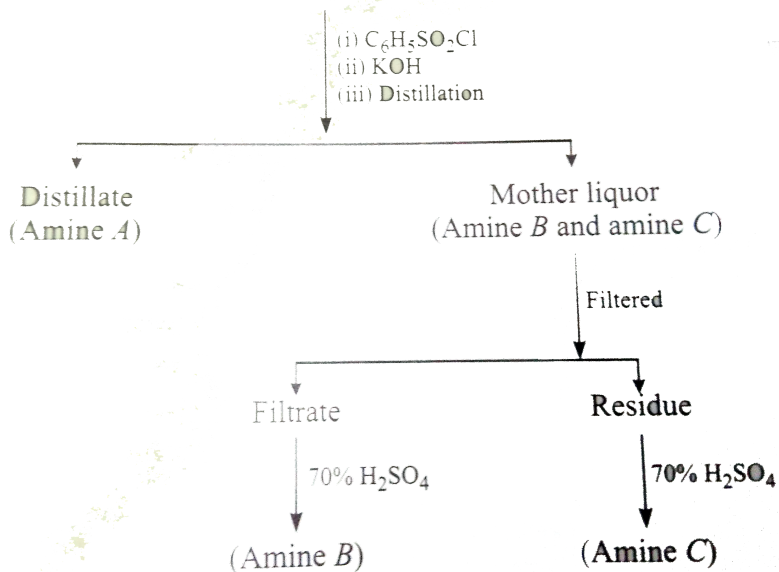 (i) C₆H₅SO₂Cl
(ii) KOH
(iii) Distillation
Distillate
(Amine A)
Mother liquor
(Amine B and amine C)
Filtered
Filtrate
Residue
70% H₂SO₄
70% H₂SO₄
(Amine B)
(Amine C)